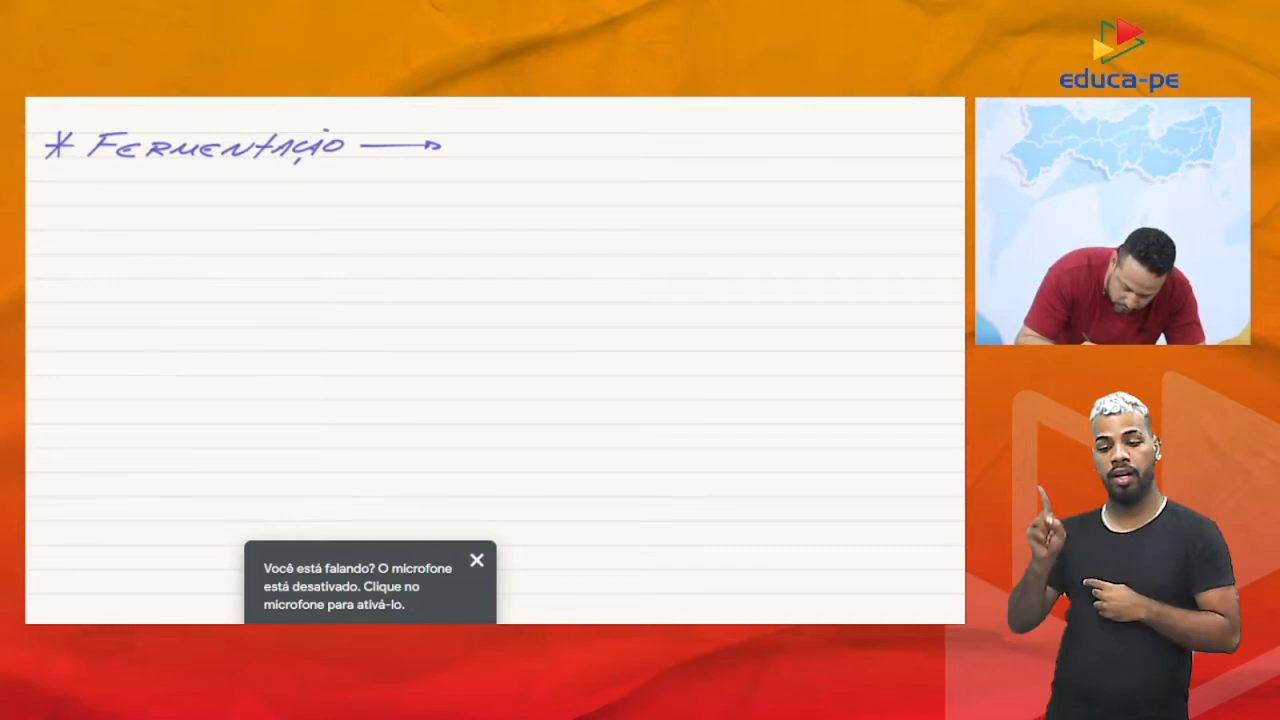 educa-pe
* FERMENTAÇÃO →
Você está falando? O microfone
está desativado. Clique no
microfone para ativá-lo.